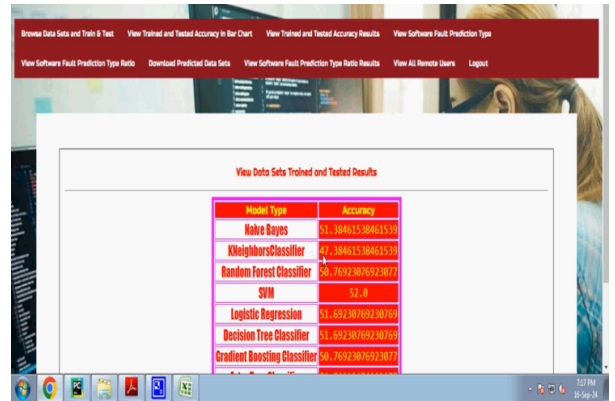 Browse Data Sets and Train & Test View Trained and Tested Accuracy in Bar Chart View Trained and Tested Accuracy Results View Software Fault Prediction Type
View Software Fault Prediction Type Ratio Download Predicted Data Sets View Software Fault Prediction Type Ratio Results View All Remote Users Logout
View Data Sets Trained and Tested Results
Model Type Accuracy
Naive Bayes 51.38461538461539
KNeighborsClassifier 47.38461538461539
Random Forest Classifier 50.76923076923077
SVM 52.0
Logistic Regression 51.69230769230769
Decision Tree Classifier 51.69230769230769
Gradient Boosting Classifier 50.76923076923077
7:17 PM
16-Sep-24